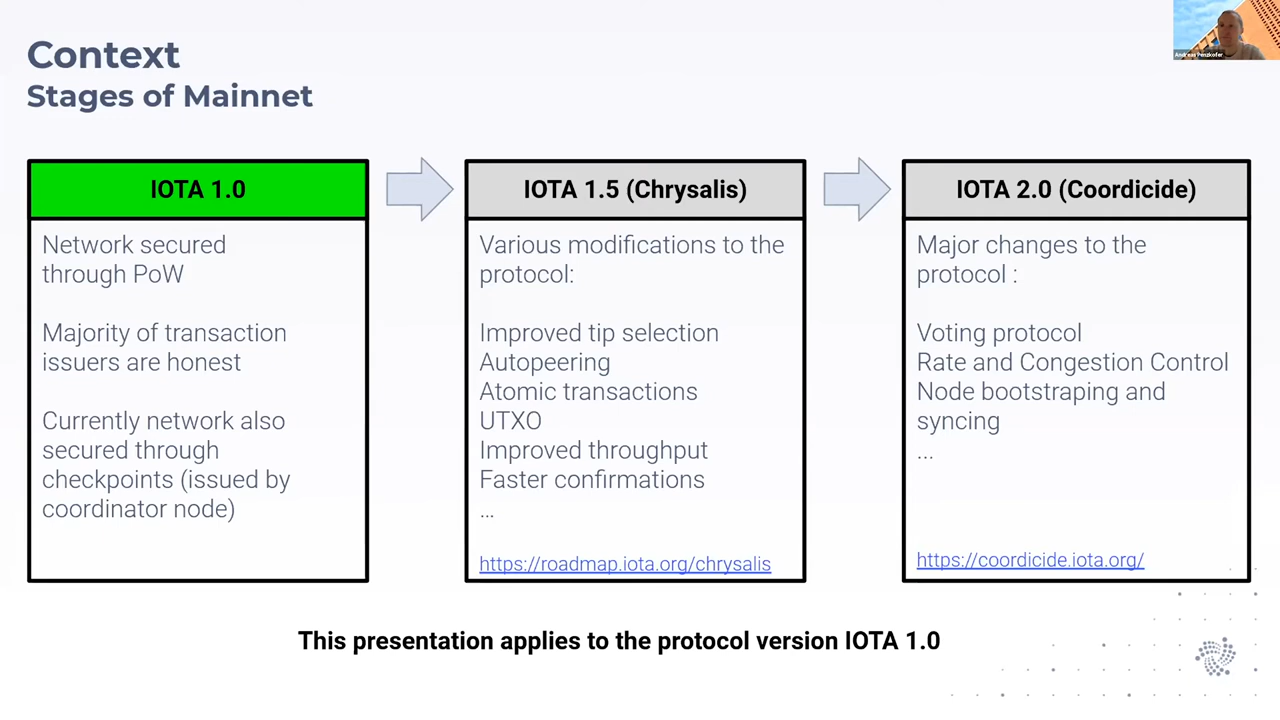 Context
Stages of Mainnet
Andreas Penzkofer
IOTA 1.0
Network secured
through PoW
Majority of transaction
issuers are honest
Currently network also
secured through
checkpoints (issued by
coordinator node)
IOTA 1.5 (Chrysalis)
Various modifications to the
protocol:
Improved tip selection
Autopeering
Atomic transactions
UTXO
Improved throughput
Faster confirmations
...
https://roadmap.iota.org/chrysalis
IOTA 2.0 (Coordicide)
Major changes to the
protocol :
Voting protocol
Rate and Congestion Control
Node bootstraping and
syncing
...
https://coordicide.iota.org/
This presentation applies to the protocol version IOTA 1.0